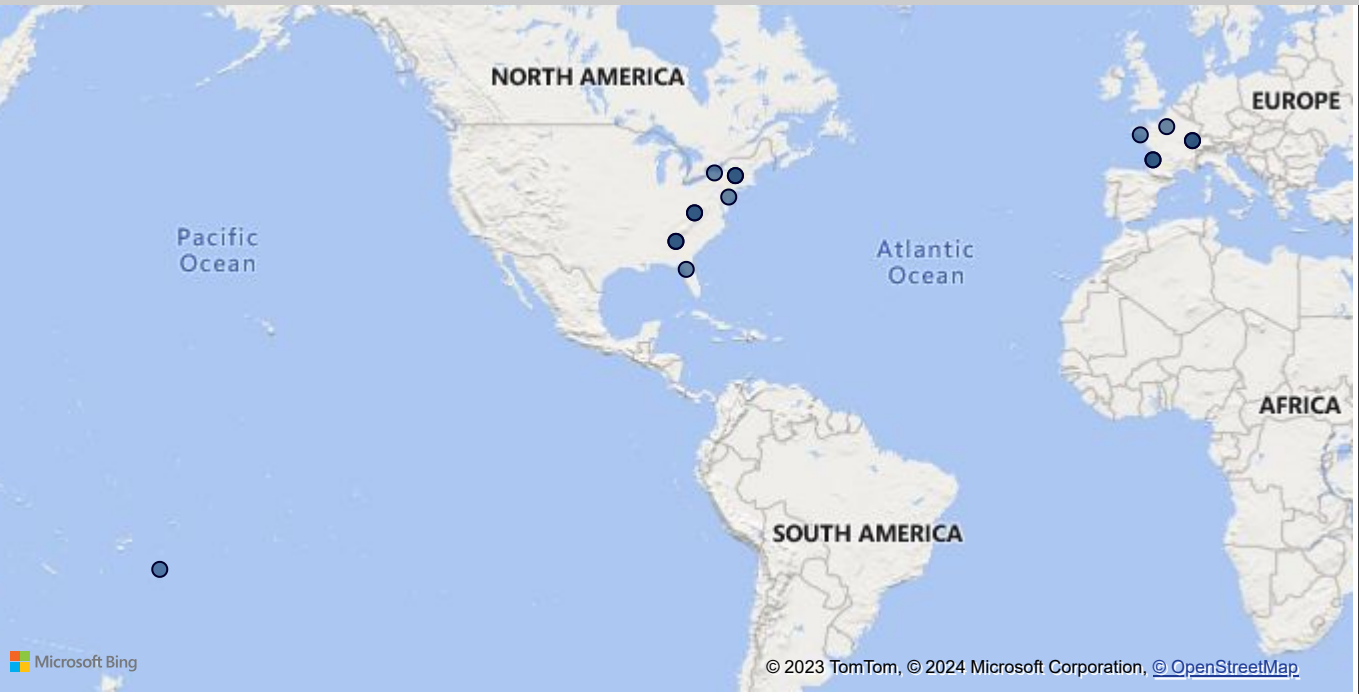 NORTH AMERICA
EUROPE
Pacific
Ocean
Atlantic
Ocean
AFRICA
SOUTH AMERICA
Microsoft Bing
© 2023 TomTom, © 2024 Microsoft Corporation, © OpenStreetMap